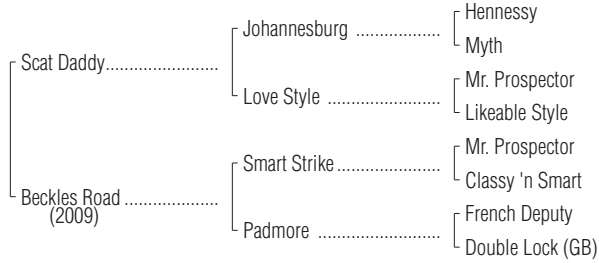 Hennessy
Johannesburg ..................
Myth
Scat Daddy........................
Mr. Prospector
Love Style ........................
Likeable Style
Mr. Prospector
Smart Strike......................
Classy 'n Smart
Beckles Road ....................
(2009)
French Deputy
Padmore ..........................
Double Lock (GB)